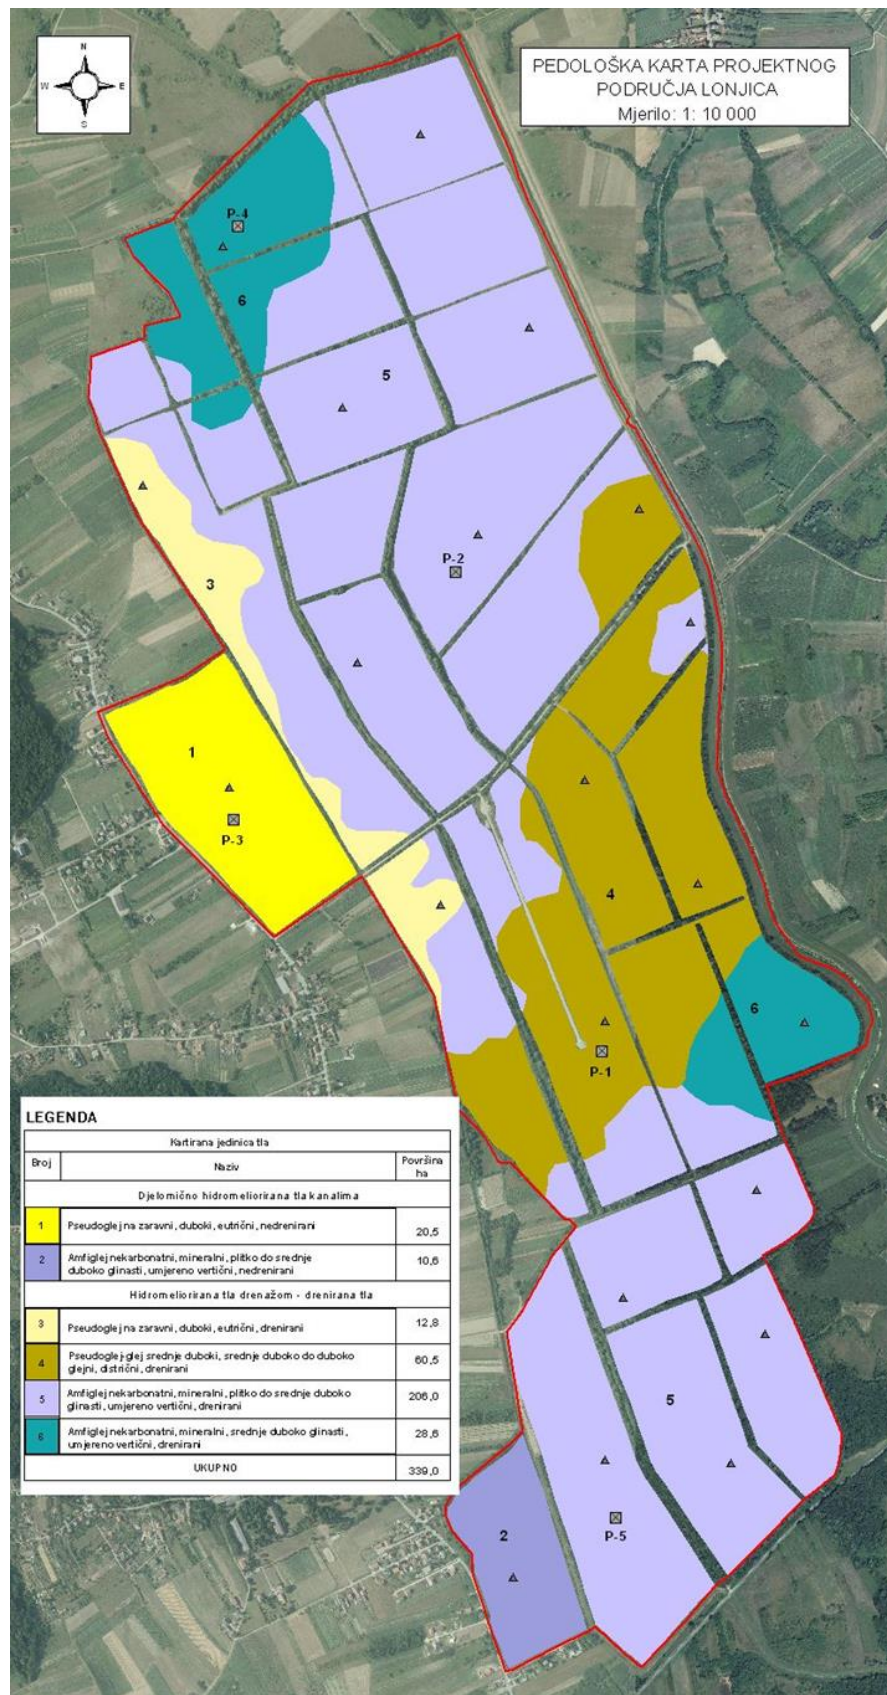 N
W E
S
PEDOLOŠKA KARTA PROJEKTNOG
PODRUČJA LONJICA
Mjerilo: 1: 10 000
P-4
6
5
P-2
3
1
P-3
4
6
P-1
5
2
P-5
LEGENDA
Kartirana jedinica tla
Broj Naziv Površina
ha
Djelomično hidromeliorirana tla kanalima
1 Pseudoglej na zaravni, duboki, eutrični, nedrenirani 20,5
2 Amfiglej nekarbonatni, mineralni, plitko do srednje 10,6
duboko glinasti, umjereno vertični, nedrenirani
Hidromeliorirana tla drenažom - drenirana tla
3 Pseudoglej na zaravni, duboki, eutrični, drenirani 12,8
4 Pseudoglej-glej srednje duboki, srednje duboko do duboko 60,5
glejni, distrični, drenirani
5 Amfiglej nekarbonatni, mineralni, plitko do srednje duboko 206,0
glinasti, umjereno vertični, drenirani
6 Amfiglej nekarbonatni, mineralni, srednje duboko glinasti, 28,6
umjereno vertični, drenirani
UKUPNO 339,0